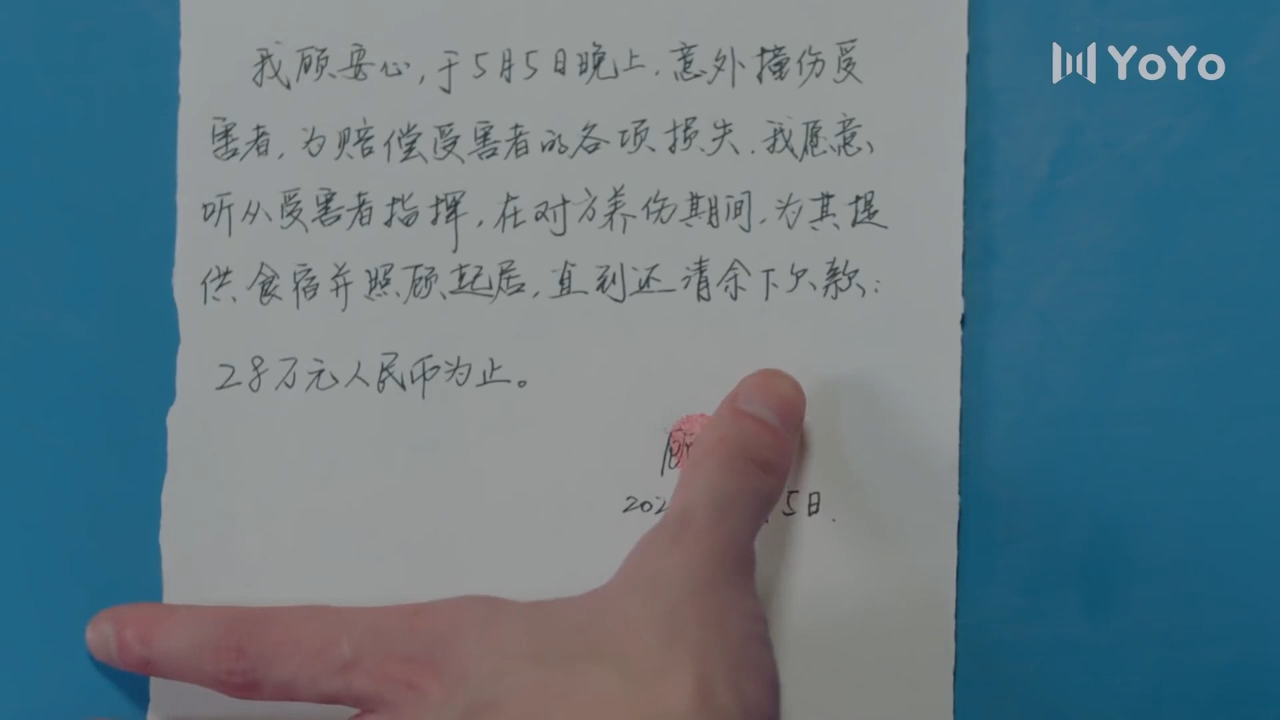 YoYo
我顾安心,于5月5日晚上,意外撞伤受
害者,为赔偿受害者的各项损失,我愿意
听从受害者指挥,在对方养伤期间,为其提
供食宿并照顾起居,直到还清余下欠款:
28万元人民币为止。
顾
202 5日.